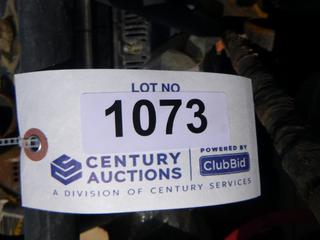 LOT NO
1073
CENTURY
AUCTIONS
POWERED BY
ClubBid
A DIVISION OF CENTURY SERVICES